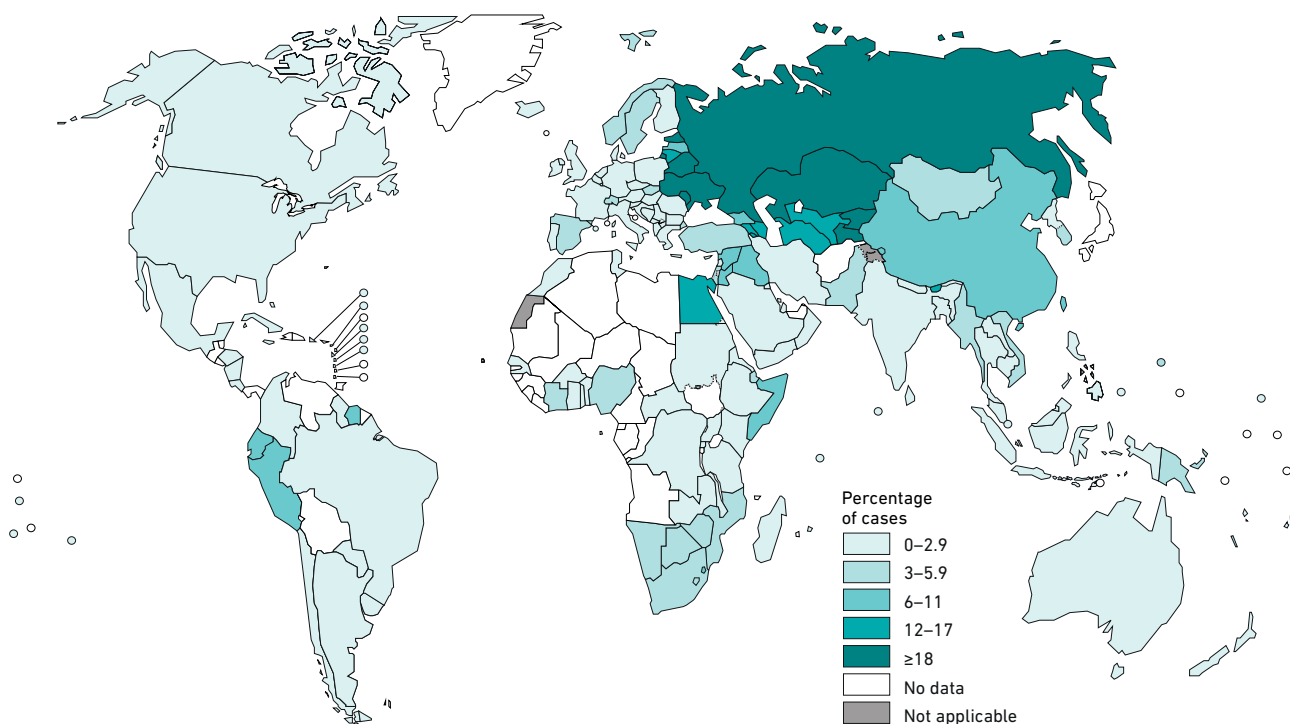 Percentage
of cases
0–2.9
3–5.9
6–11
12–17
≥18
No data
Not applicable